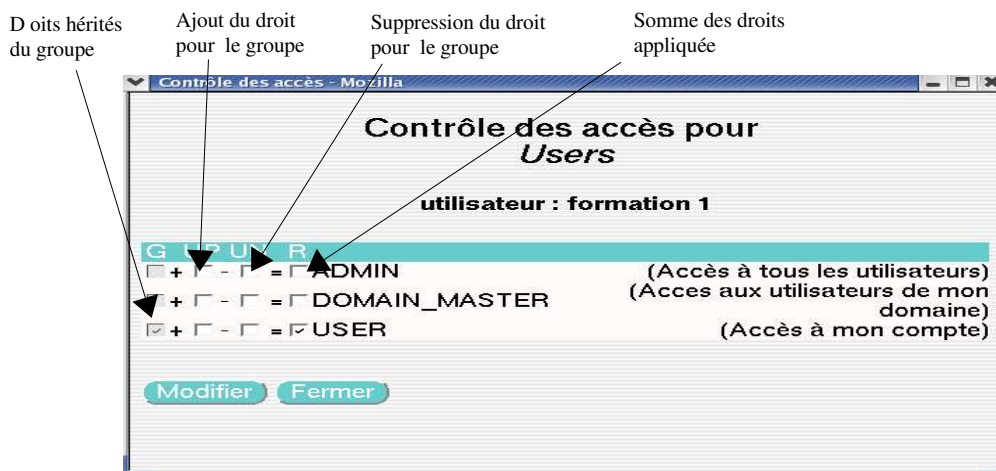 D oits hérités
du groupe
Ajout du droit
pour le groupe
Suppression du droit
pour le groupe
Somme des droits
appliquée
Contrôle des accès - Mozilla
Contrôle des accès pour
Users
utilisateur : formation 1
G UP UN R
+ - = ADMIN (Accès à tous les utilisateurs)
+ - = DOMAIN_MASTER (Acces aux utilisateurs de mon
domaine)
+ - = USER (Accès à mon compte)
Modifier Fermer